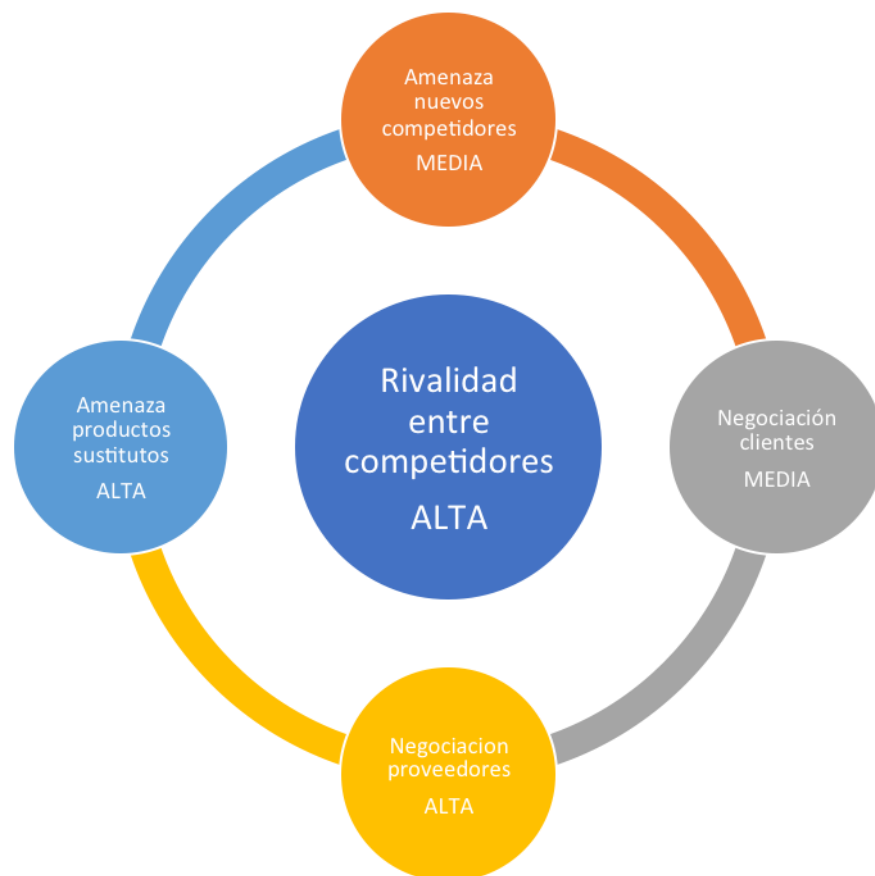 Amenaza
nuevos
competidores
MEDIA
Rivalidad
entre
competidores
ALTA
Amenaza
productos
sustitutos
ALTA
Negociación
clientes
MEDIA
Negociacion
proveedores
ALTA